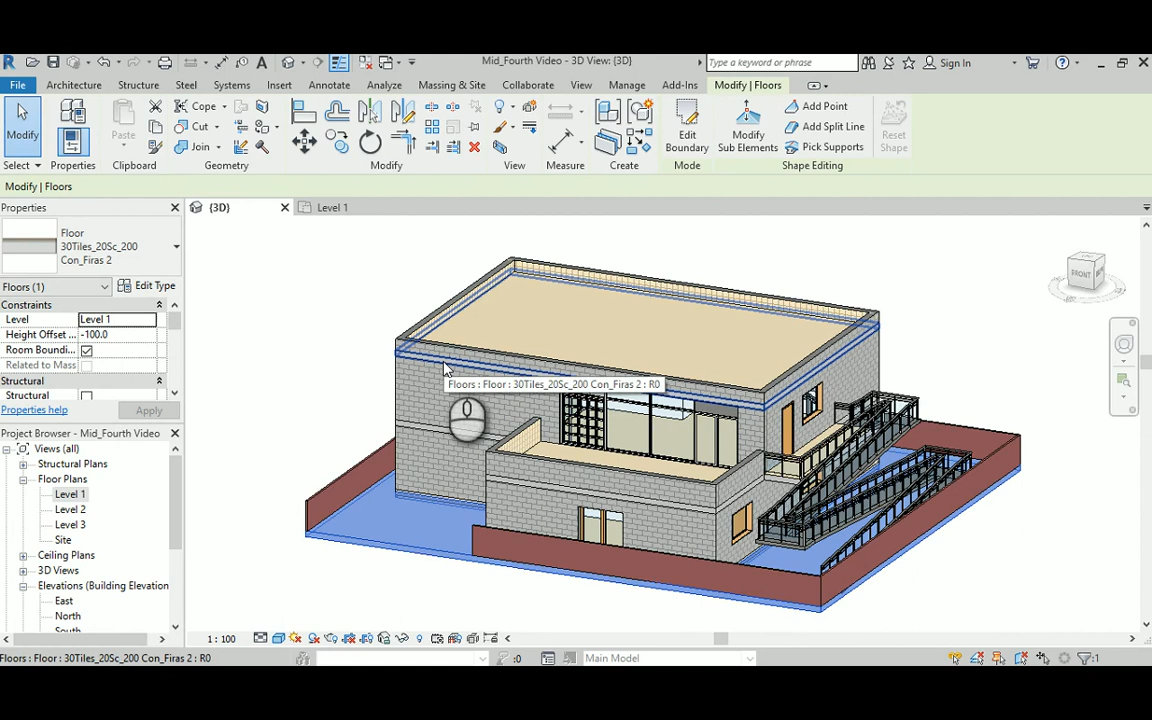 Mid_Fourth Video - 3D View: {3D}
Type a keyword or phrase
Sign In
File
Architecture
Structure
Steel
Systems
Insert
Annotate
Analyze
Massing & Site
Collaborate
View
Manage
Add-Ins
Modify | Floors
Modify
Paste
Cope
Cut
Join
Edit
Boundary
Modify
Sub Elements
Add Point
Add Split Line
Pick Supports
Reset
Shape
Select
Properties
Clipboard
Geometry
Modify
View
Measure
Create
Mode
Shape Editing
Modify | Floors
Properties
{3D}
Level 1
Floor
30Tiles_20Sc_200
Con_Firas 2
Floors (1)
Edit Type
Constraints
Level
Level 1
Height Offset ...
-100.0
Room Boundi...
Related to Mass
Structural
Structural
Properties help
Apply
Project Browser - Mid_Fourth Video
Views (all)
Structural Plans
Floor Plans
Level 1
Level 2
Level 3
Site
Ceiling Plans
3D Views
Elevations (Building Elevation
East
North
South
FRONT
Floors : Floor : 30Tiles_20Sc_200 Con_Firas 2 : R0
1 : 100
Floors : Floor : 30Tiles_20Sc_200 Con_Firas 2 : R0
:0
Main Model
:1